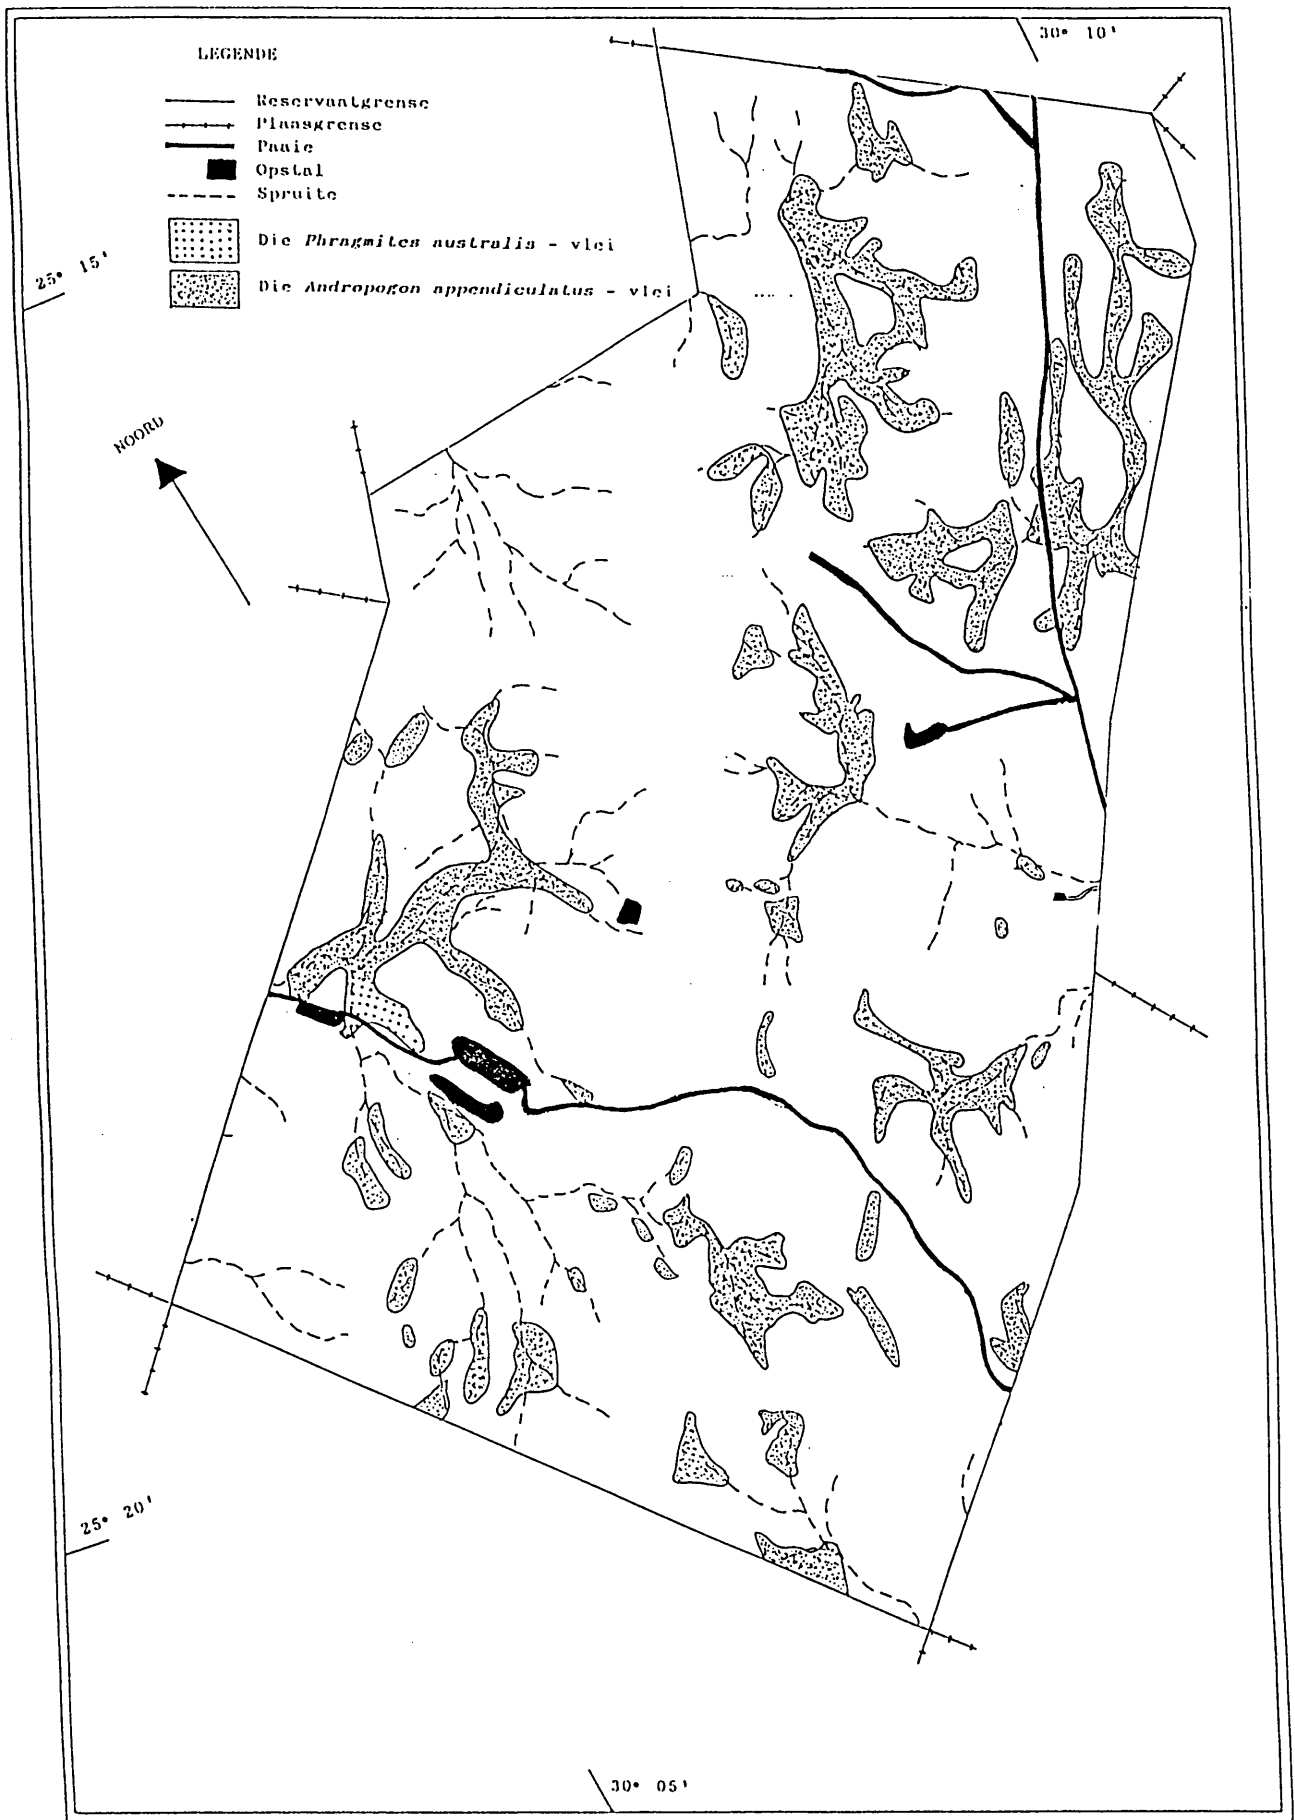 LEGENDE
Reservaatgrense
Plaasgrense
Paaie
Opstal
Spruite
Die Phragmites australis - vlei
Die Andropogon appendiculatus - vlei
30° 10'
25° 15'
NOORD
25° 20'
30° 05'